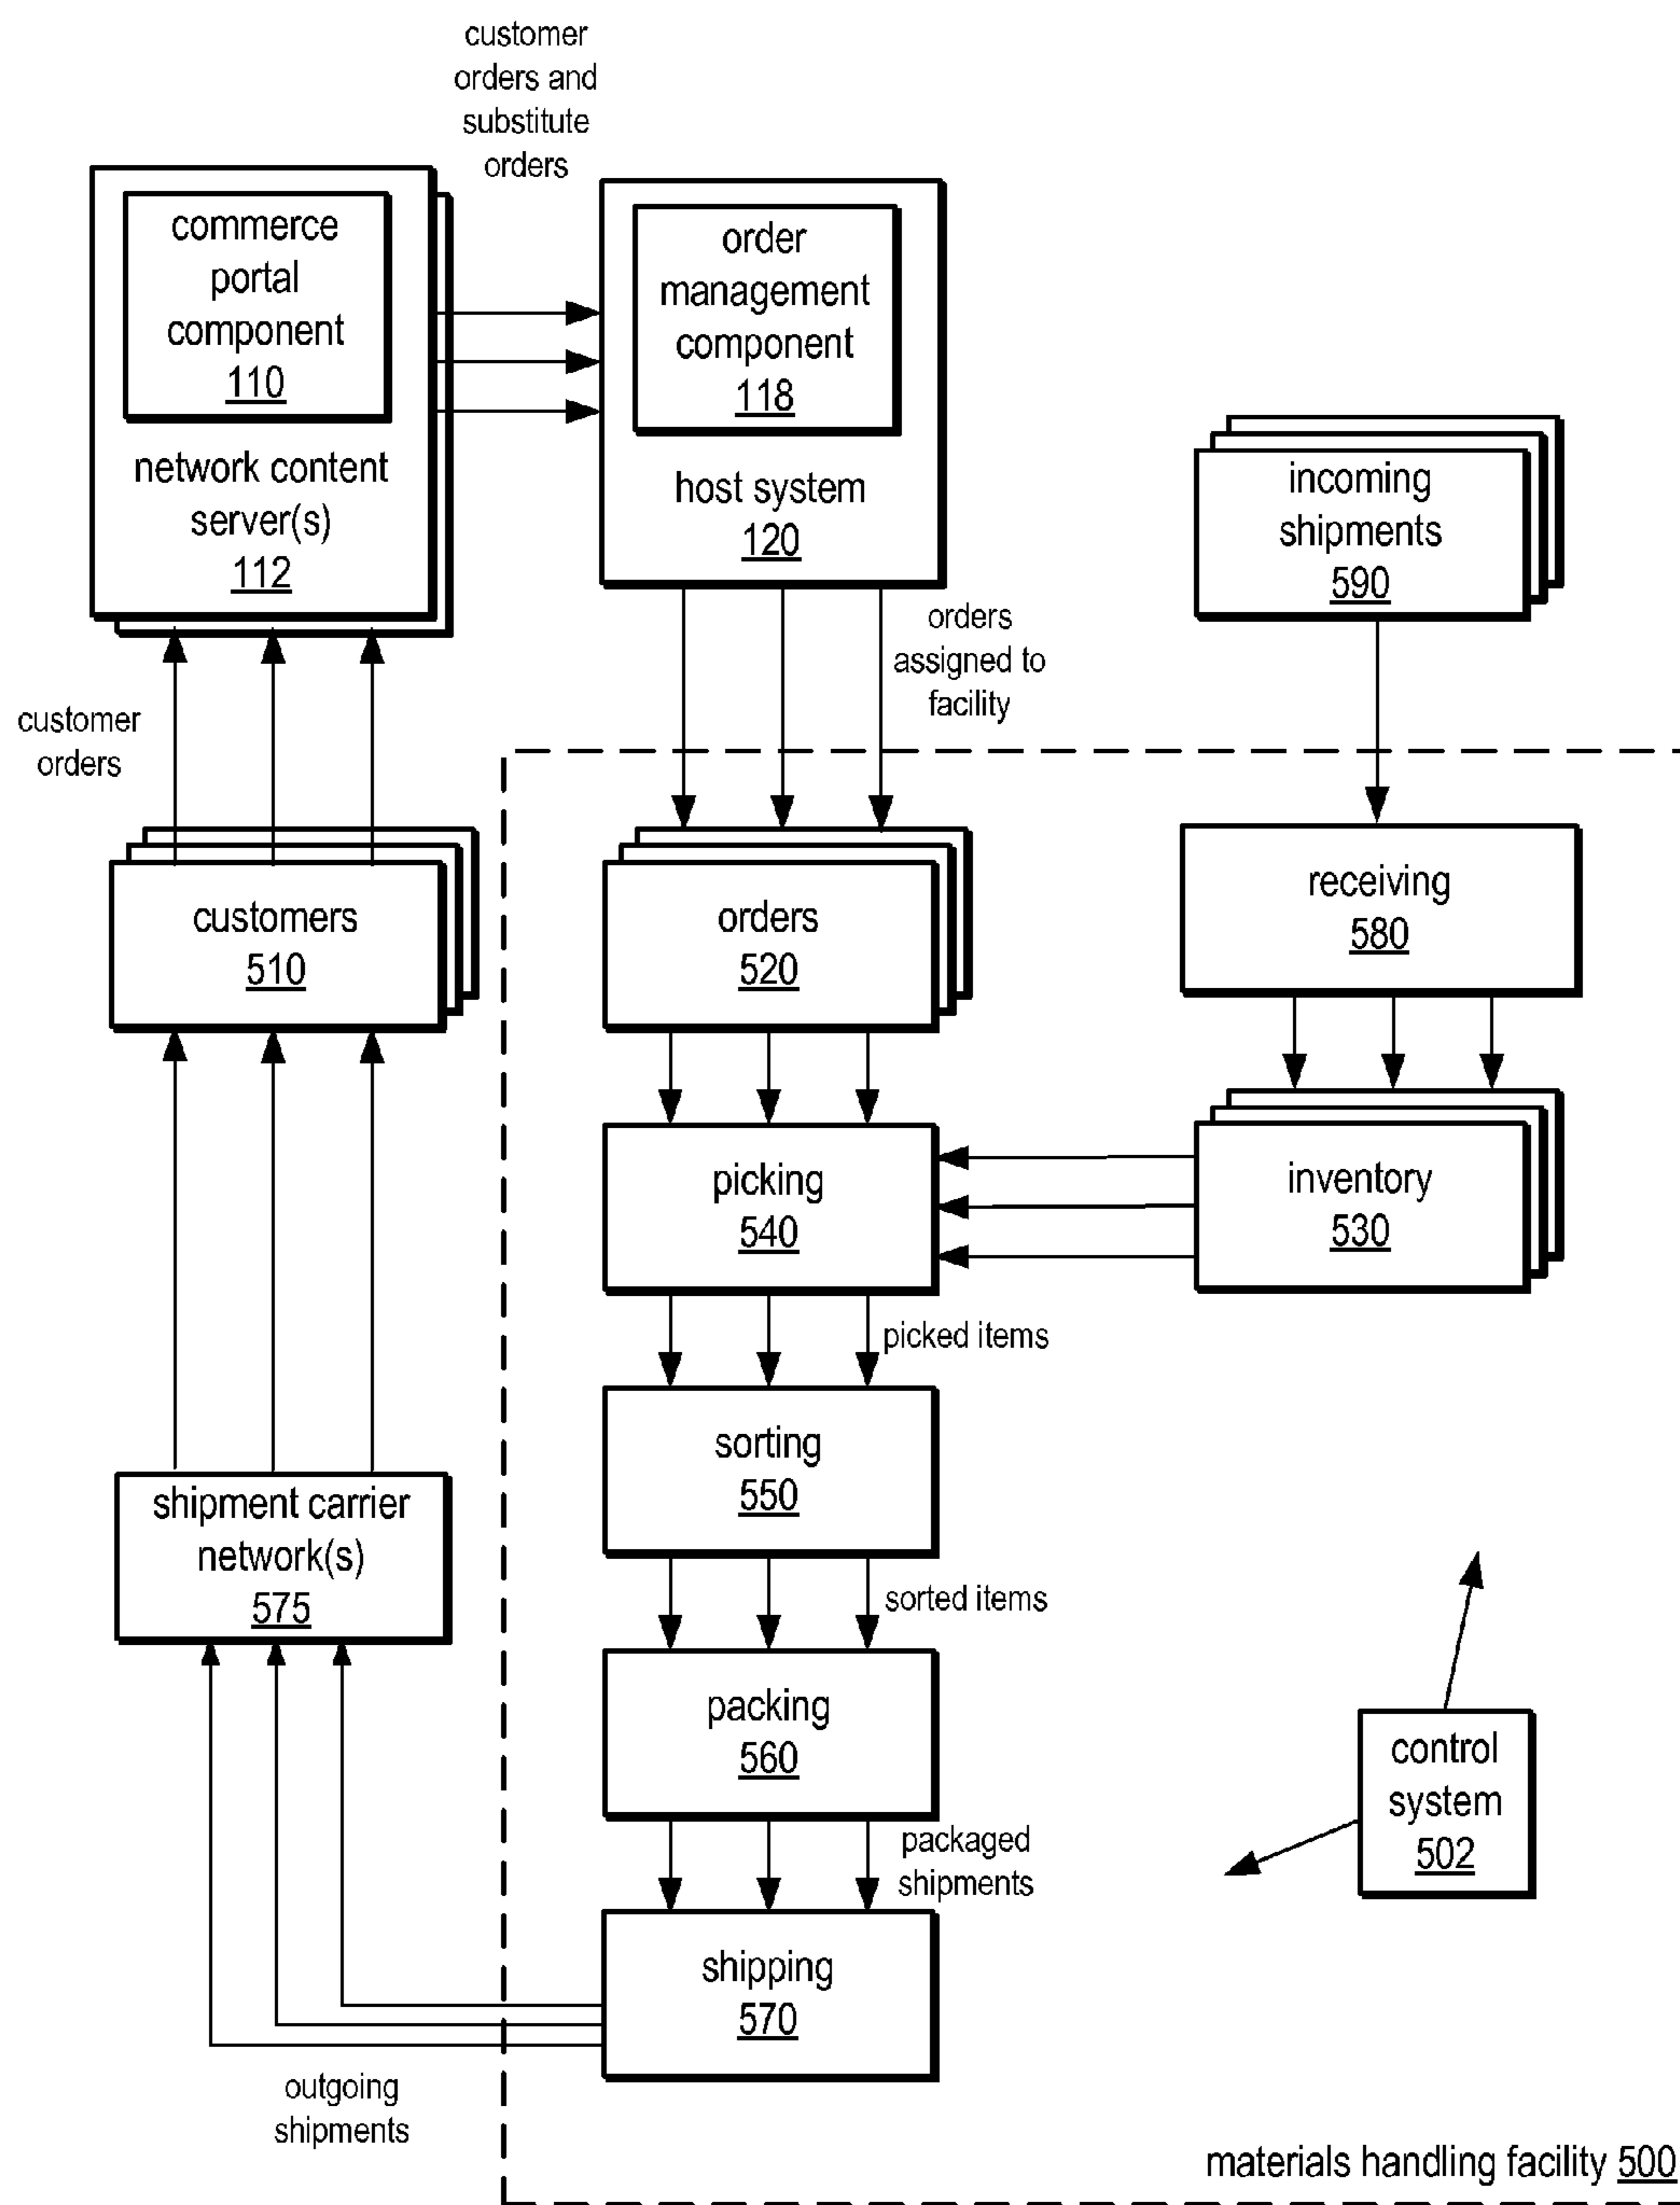 customer
orders and
substitute
orders
commerce
portal
component
110
network content
server(s)
112
order
management
component
118
host system
120
incoming
shipments
590
orders
assigned to
facility
customer
orders
customers
510
orders
520
receiving
580
picking
540
inventory
530
picked items
sorting
550
shipment carrier
network(s)
575
sorted items
packing
560
control
system
502
packaged
shipments
shipping
570
outgoing
shipments
materials handling facility 500